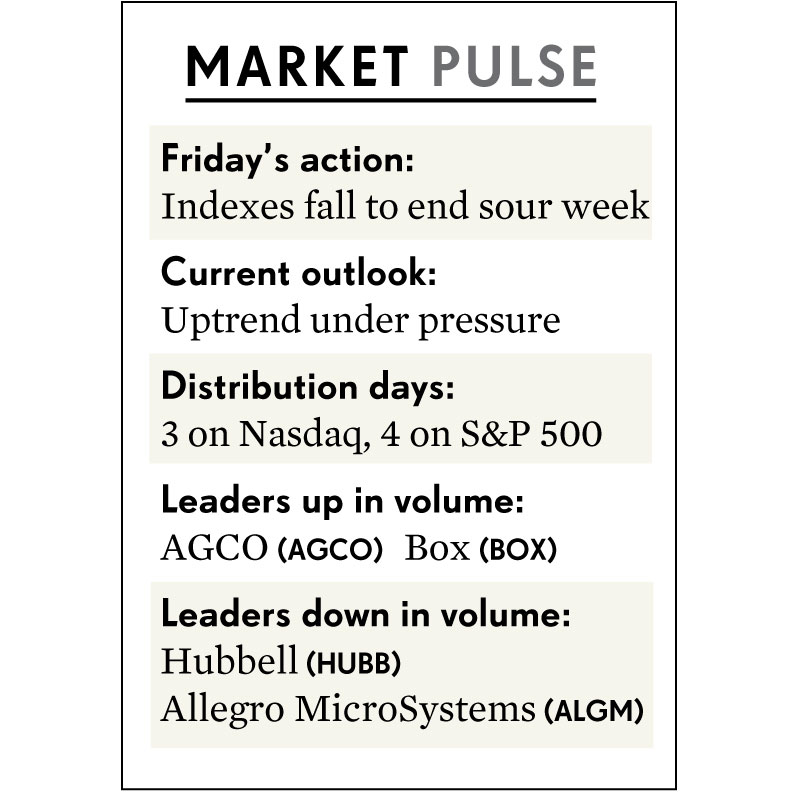 MARKET PULSE
Friday’s action:
Indexes fall to end sour week
Current outlook:
Uptrend under pressure
Distribution days:
3 on Nasdaq, 4 on S&P 500
Leaders up in volume:
AGCO (AGCO) Box (BOX)
Leaders down in volume:
Hubbell (HUBB)
Allegro MicroSystems (ALGM)